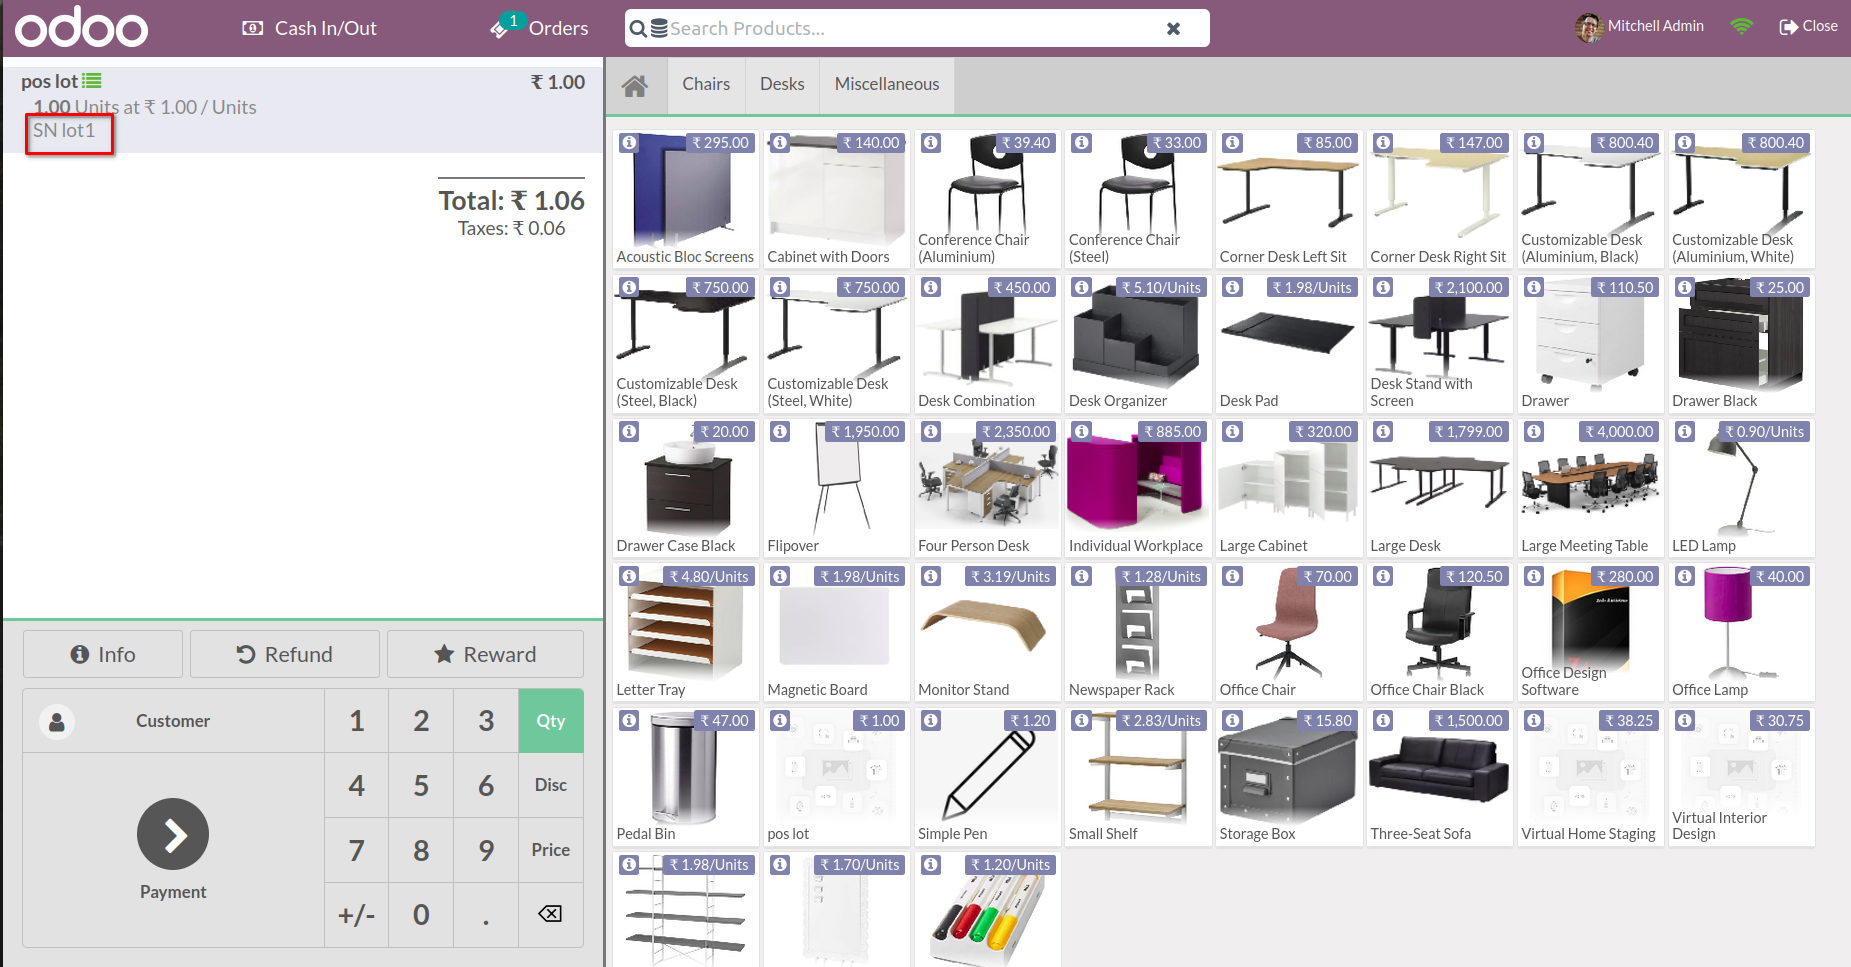 odoo
Cash In/Out
1
Orders
Search Products...
Mitchell Admin
Close
pos lot
₹ 1.00
1.00 Units at ₹ 1.00 / Units
SN lot1
Total: ₹ 1.06
Taxes: ₹ 0.06
Info
Refund
Reward
Customer
1
2
3
Qty
4
5
6
Disc
7
8
9
Price
Payment
+/-
0
.
Chairs
Desks
Miscellaneous
₹ 295.00
Acoustic Bloc Screens
₹ 140.00
Cabinet with Doors
₹ 39.40
Conference Chair
(Aluminium)
₹ 33.00
Conference Chair
(Steel)
₹ 85.00
Corner Desk Left Sit
₹ 147.00
Corner Desk Right Sit
₹ 800.40
Customizable Desk
(Aluminium, Black)
₹ 800.40
Customizable Desk
(Aluminium, White)
₹ 750.00
Customizable Desk
(Steel, Black)
₹ 750.00
Customizable Desk
(Steel, White)
₹ 450.00
Desk Combination
₹ 5.10/Units
Desk Organizer
₹ 1.98/Units
Desk Pad
₹ 2,100.00
Desk Stand with
Screen
₹ 110.50
Drawer
₹ 25.00
Drawer Black
₹ 20.00
Drawer Case Black
₹ 1,950.00
Flipover
₹ 2,350.00
Four Person Desk
₹ 885.00
Individual Workplace
₹ 320.00
Large Cabinet
₹ 1,799.00
Large Desk
₹ 4,000.00
Large Meeting Table
₹ 0.90/Units
LED Lamp
₹ 4.80/Units
Letter Tray
₹ 1.98/Units
Magnetic Board
₹ 3.19/Units
Monitor Stand
₹ 1.28/Units
Newspaper Rack
₹ 70.00
Office Chair
₹ 120.50
Office Chair Black
₹ 280.00
Office Design
Software
₹ 40.00
Office Lamp
₹ 47.00
Pedal Bin
₹ 1.00
pos lot
₹ 1.20
Simple Pen
₹ 2.83/Units
Small Shelf
₹ 15.80
Storage Box
₹ 1,500.00
Three-Seat Sofa
₹ 38.25
Virtual Home Staging
₹ 30.75
Virtual Interior
Design
₹ 1.98/Units
₹ 1.70/Units
₹ 1.20/Units